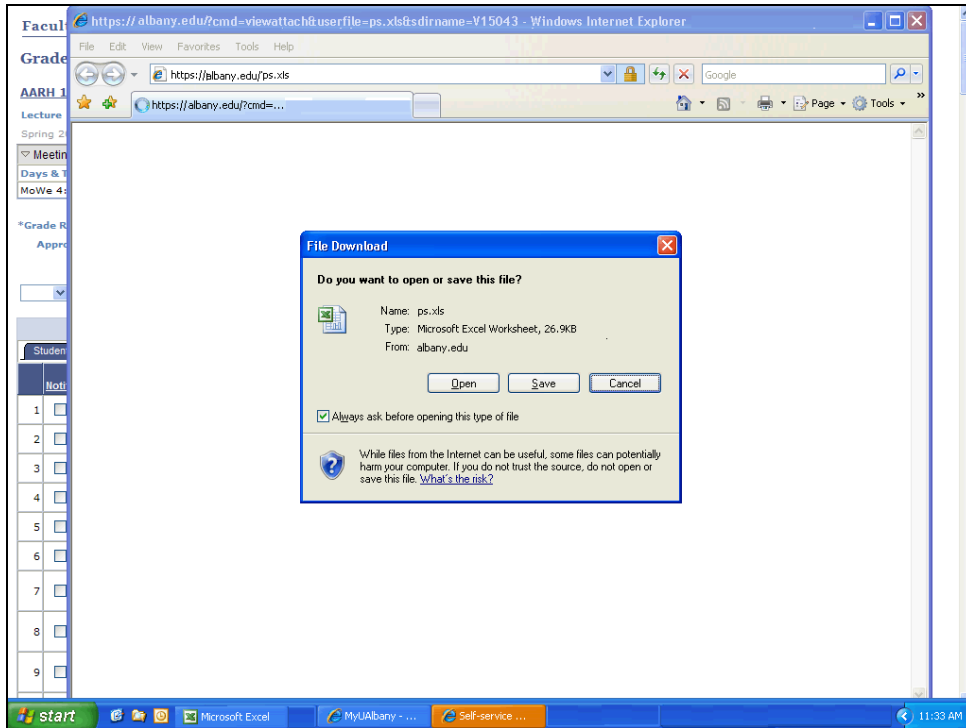 Facul
https:// albany.edu/?cmd=viewattach&userfile=ps.xls&sdirname=V15043 - Windows Internet Explorer
File Edit View Favorites Tools Help
Grade
https://albany.edu/'ps.xls
Google
AARH 1
https://albany.edu/?cmd=...
Page Tools »
Lecture
Spring 2
Meetin
Days & T
MoWe 4:
*Grade R
Appro
File Download
Do you want to open or save this file?
Name: ps.xls
Type: Microsoft Excel Worksheet, 26.9KB
From: albany.edu
Open Save Cancel
Always ask before opening this type of file
While files from the Internet can be useful, some files can potentially
harm your computer. If you do not trust the source, do not open or
save this file. What's the risk?
Studen
Noti
1
2
3
4
5
6
7
8
9
start Microsoft Excel MyUAlbany - ... Self-service ... 11:33 AM